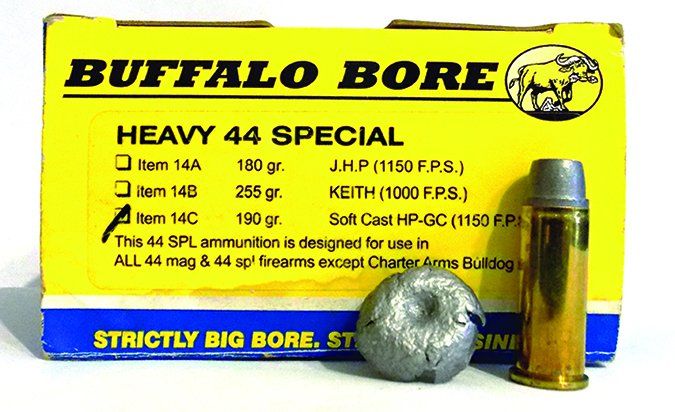 BUFFALO BORE
HEAVY 44 SPECIAL
Item 14A 180 gr. J.H.P (1150 F.P.S.)
Item 14B 255 gr. KEITH (1000 F.P.S.)
Item 14C 190 gr. Soft Cast HP-GC (1150 F.P.
This 44 SPL ammunition is designed for use in
ALL 44 mag & 44 spl firearms except Charter Arms Bulldog
STRICTLY BIG BORE.